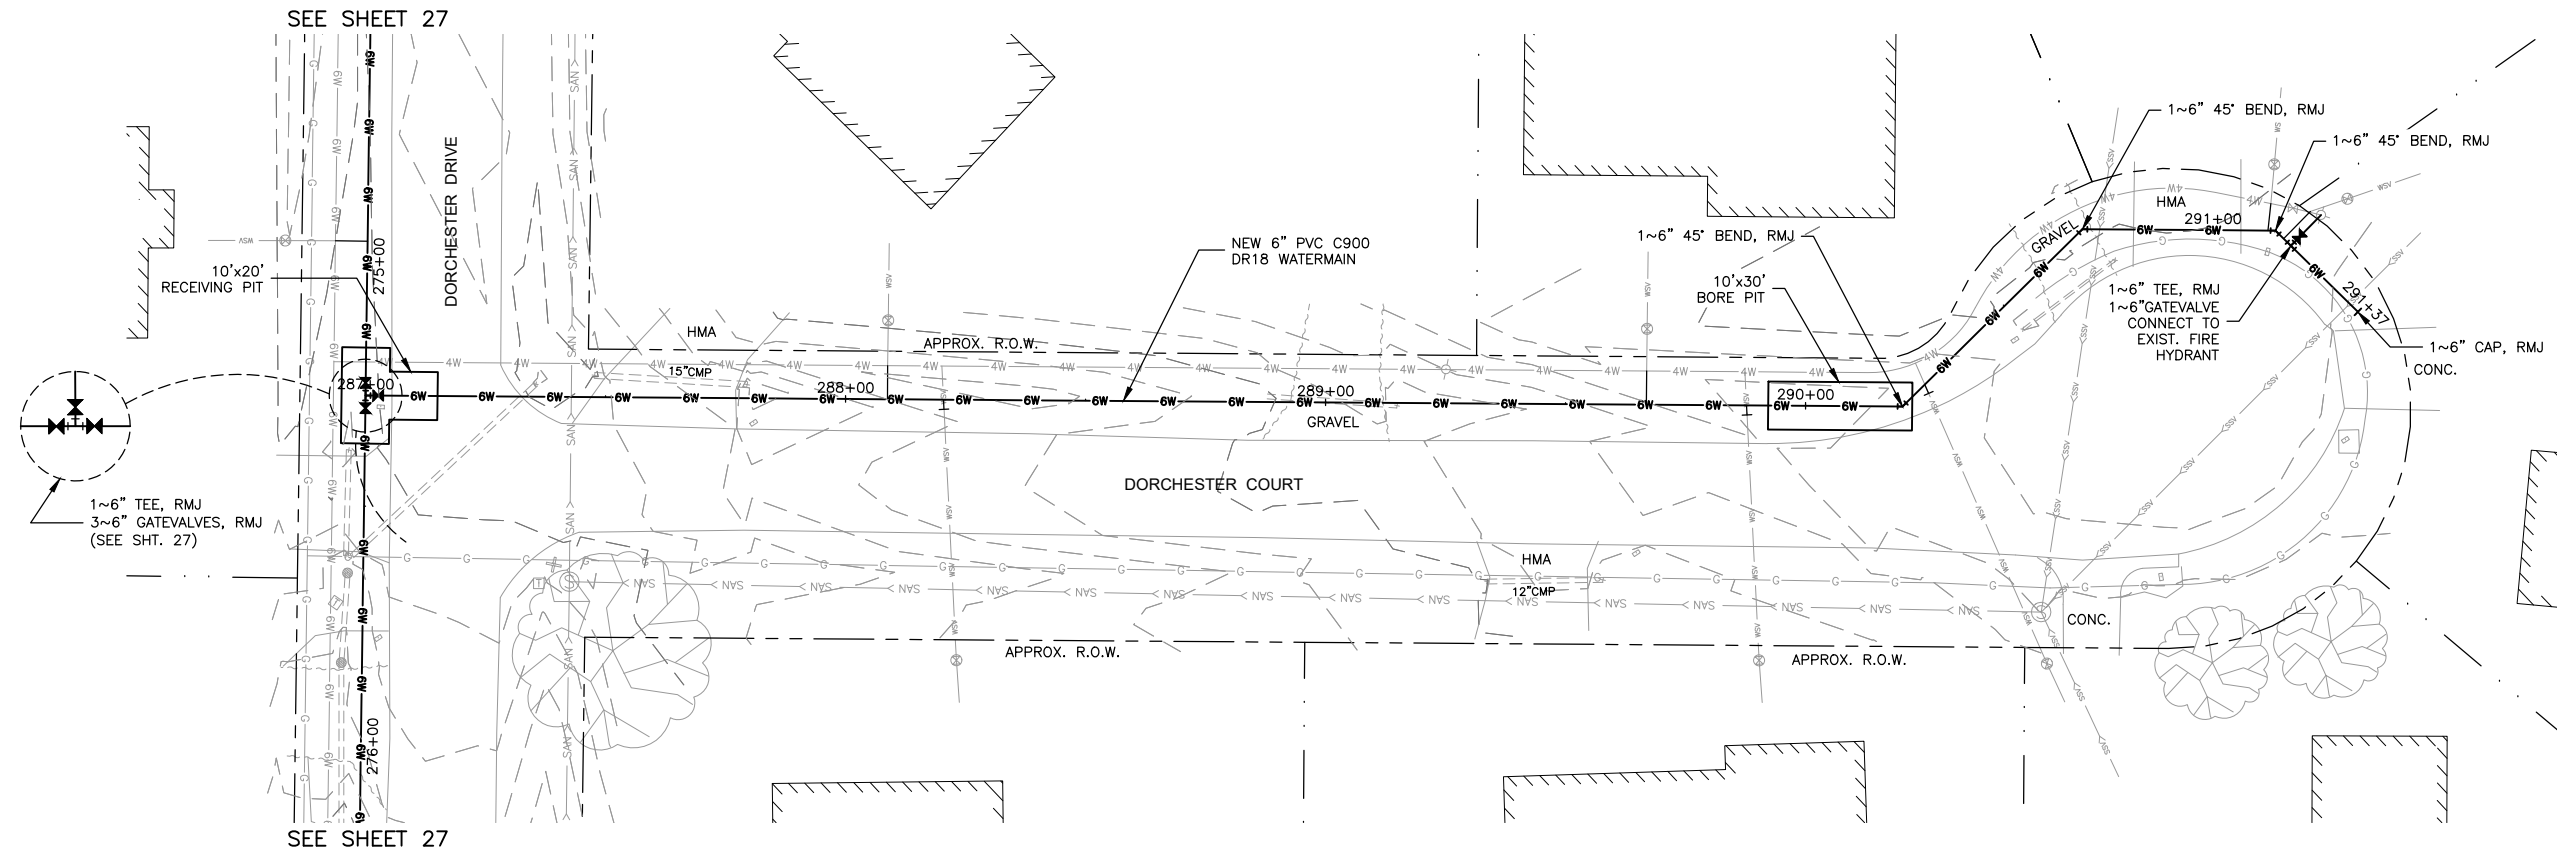 SEE SHEET 27
DORCHESTER DRIVE
275+00
10'x20'
RECEIVING PIT
287+00
1~6" TEE, RMJ
3~6" GATEVALVES, RMJ
(SEE SHT. 27)
276+00
HMA
APPROX. R.O.W.
15"CMP
288+00
NEW 6" PVC C900
DR18 WATERMAIN
289+00
GRAVEL
DORCHESTER COURT
1~6" 45° BEND, RMJ
10'x30'
BORE PIT
290+00
1~6" 45° BEND, RMJ
1~6" 45° BEND, RMJ
HMA
291+00
GRAVEL
1~6" TEE, RMJ
1~6"GATEVALVE
CONNECT TO
EXIST. FIRE
HYDRANT
291+37
1~6" CAP, RMJ
CONC.
HMA
12"CMP
CONC.
APPROX. R.O.W.
APPROX. R.O.W.
SEE SHEET 27